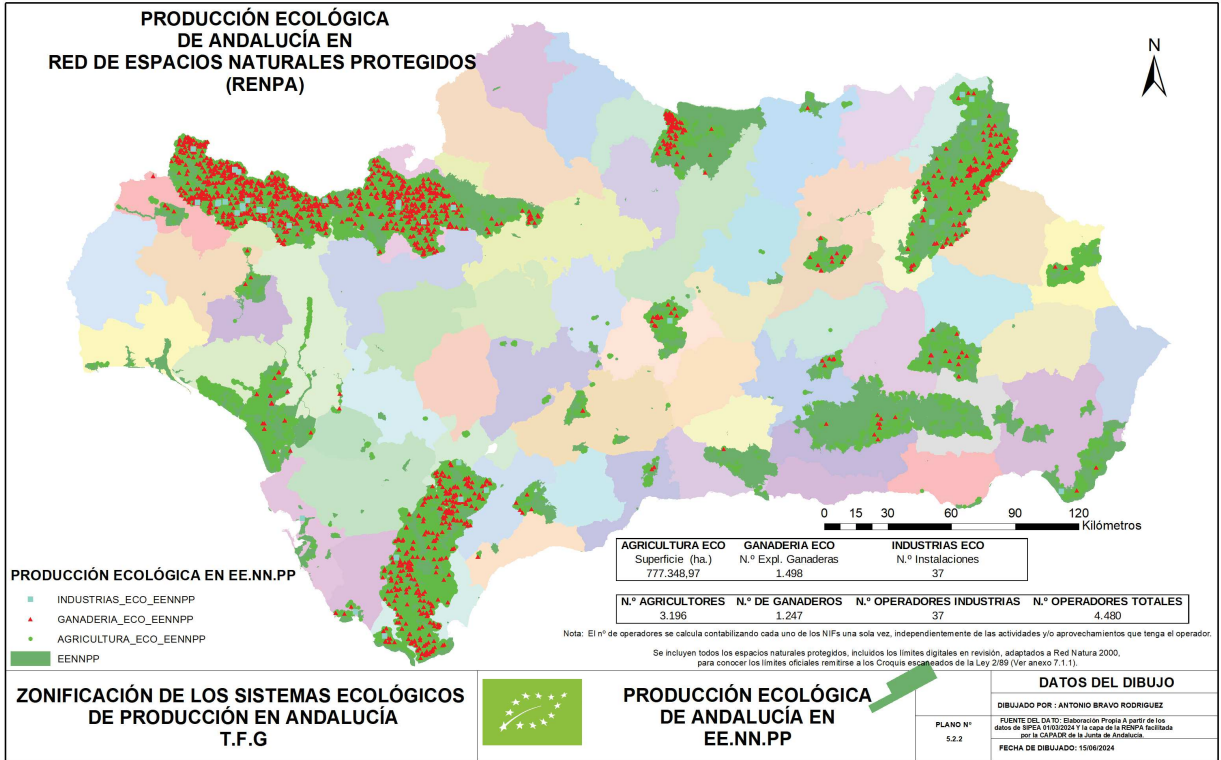 PRODUCCIÓN ECOLÓGICA
DE ANDALUCÍA EN
RED DE ESPACIOS NATURALES PROTEGIDOS
(RENPA)
N
0 15 30 60 90 120
Kilómetros
AGRICULTURA ECO GANADERIA ECO INDUSTRIAS ECO
Superficie (ha.) N.º Expl. Ganaderas N.º Instalaciones
777.348,97 1.498 37
N.º AGRICULTORES N.º DE GANADEROS N.º OPERADORES INDUSTRIAS N.º OPERADORES TOTALES
3.196 1.247 37 4.480
Nota: El nº de operadores se calcula contabilizando cada uno de los NIFs una sola vez, independientemente de las actividades y/o aprovechamientos que tenga el operador.
Se incluyen todos los espacios naturales protegidos, incluidos los límites digitales en revisión, adaptados a Red Natura 2000,
para conocer los límites oficiales remitirse a los Croquis escaneados de la Ley 2/89 (Ver anexo 7.1.1).
PRODUCCIÓN ECOLÓGICA EN EE.NN.PP
INDUSTRIAS_ECO_EENNPP
GANADERIA_ECO_EENNPP
AGRICULTURA_ECO_EENNPP
EENNPP
ZONIFICACIÓN DE LOS SISTEMAS ECOLÓGICOS
DE PRODUCCIÓN EN ANDALUCÍA
T.F.G
PRODUCCIÓN ECOLÓGICA
DE ANDALUCÍA EN
EE.NN.PP
PLANO Nº
5.2.2
DATOS DEL DIBUJO
DIBUJADO POR : ANTONIO BRAVO RODRIGUEZ
FUENTE DEL DATO: Elaboración Propia A partir de los
datos de SIPEA 01/03/2024 Y la capa de la RENPA facilitada
por la CAPADR de la Junta de Andalucía.
FECHA DE DIBUJADO: 15/06/2024